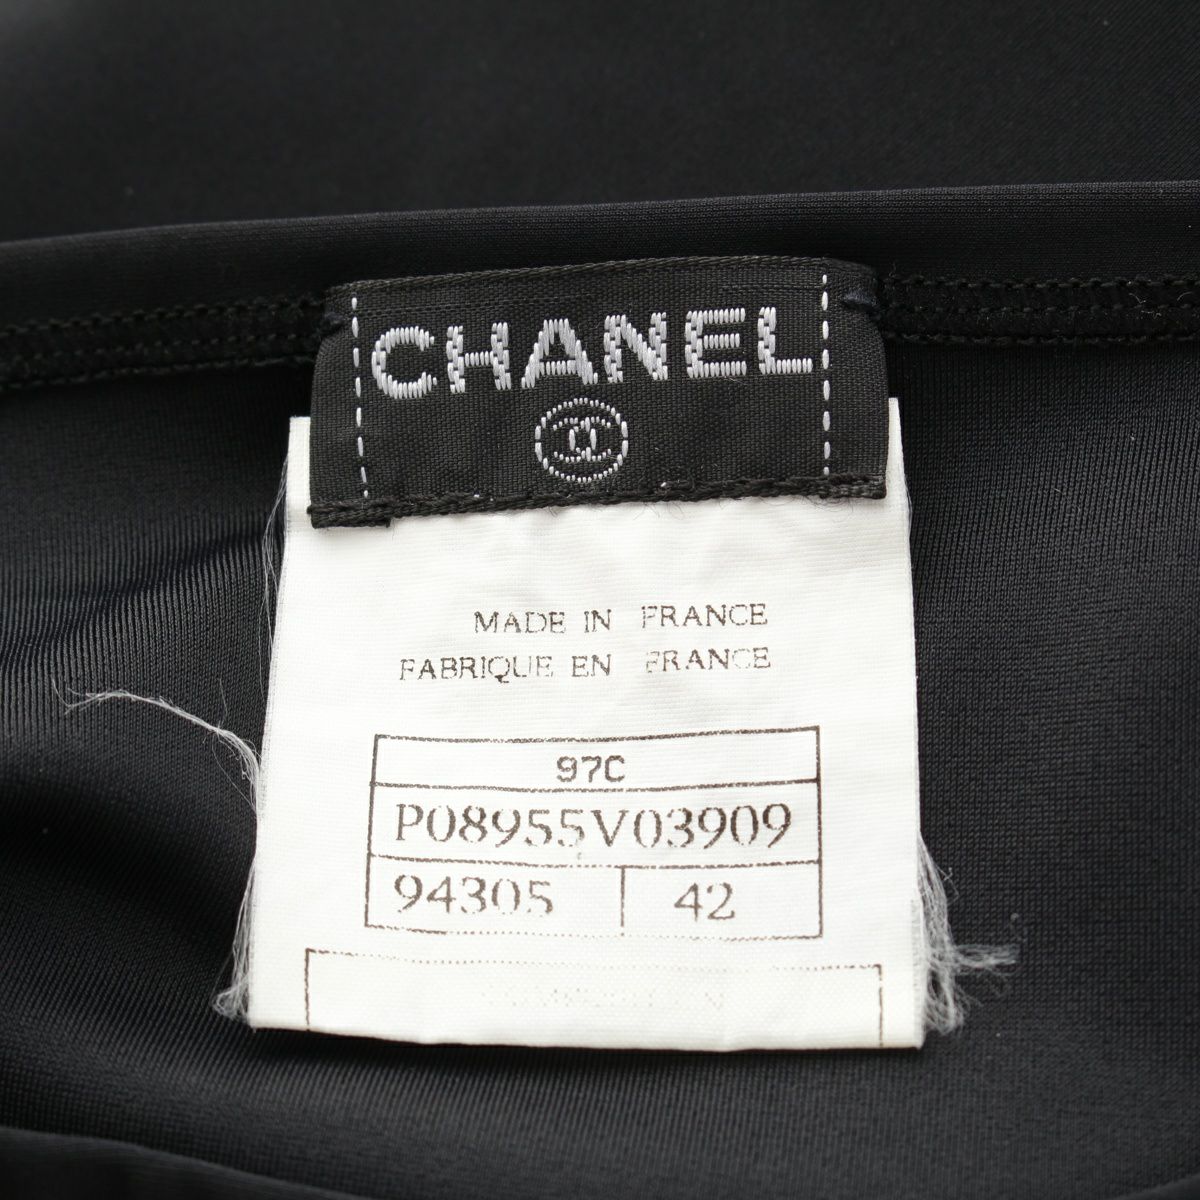 CHANEL
MADE IN FRANCE
FABRIQUE EN FRANCE
97C
P08955V03909
94305 42